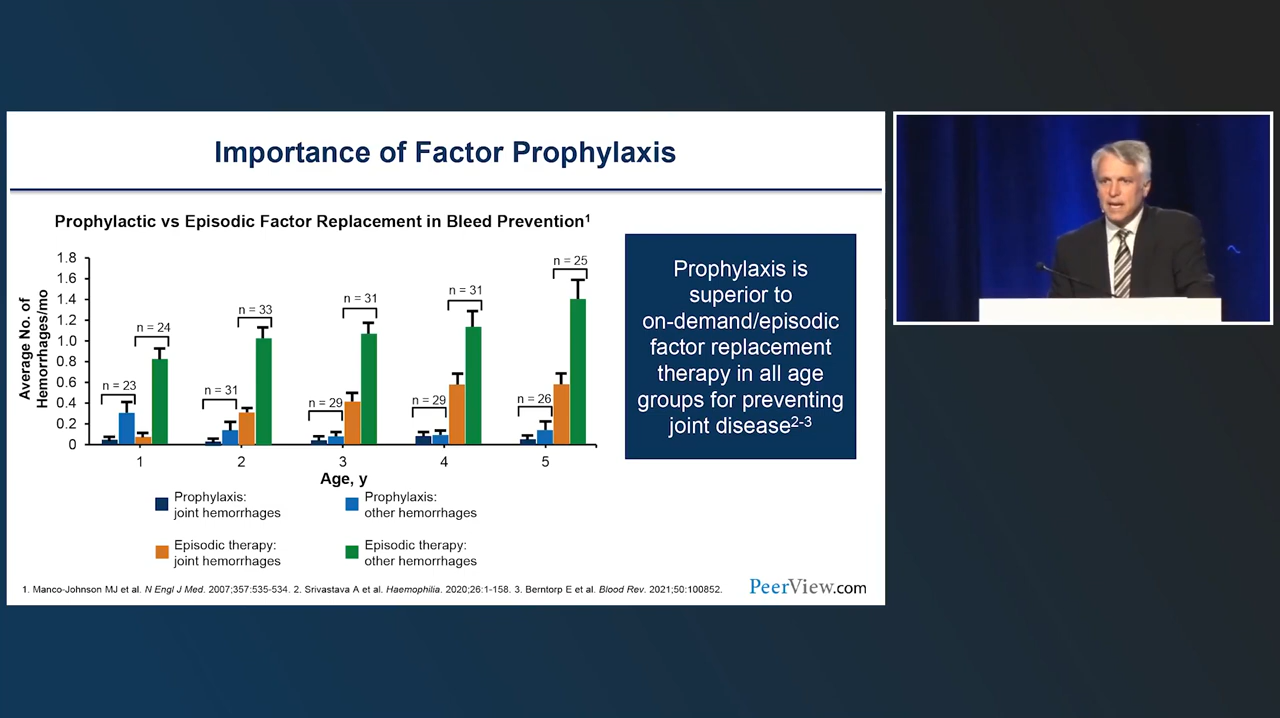 Importance of Factor Prophylaxis
Prophylactic vs Episodic Factor Replacement in Bleed Prevention1
Average No. of
Hemorrhages/mo
1.8
1.6
1.4
1.2
1.0
0.8
0.6
0.4
0.2
0
n = 23
n = 24
n = 31
n = 33
n = 29
n = 31
n = 29
n = 31
n = 26
n = 25
1
2
3
4
5
Age, y
Prophylaxis:
joint hemorrhages
Prophylaxis:
other hemorrhages
Episodic therapy:
joint hemorrhages
Episodic therapy:
other hemorrhages
Prophylaxis is
superior to
on-demand/episodic
factor replacement
therapy in all age
groups for preventing
joint disease2-3
1. Manco-Johnson MJ et al. N Engl J Med. 2007;357:535-534. 2. Srivastava A et al. Haemophilia. 2020;26:1-158. 3. Berntorp E et al. Blood Rev. 2021;50:100852.
PeerView.com